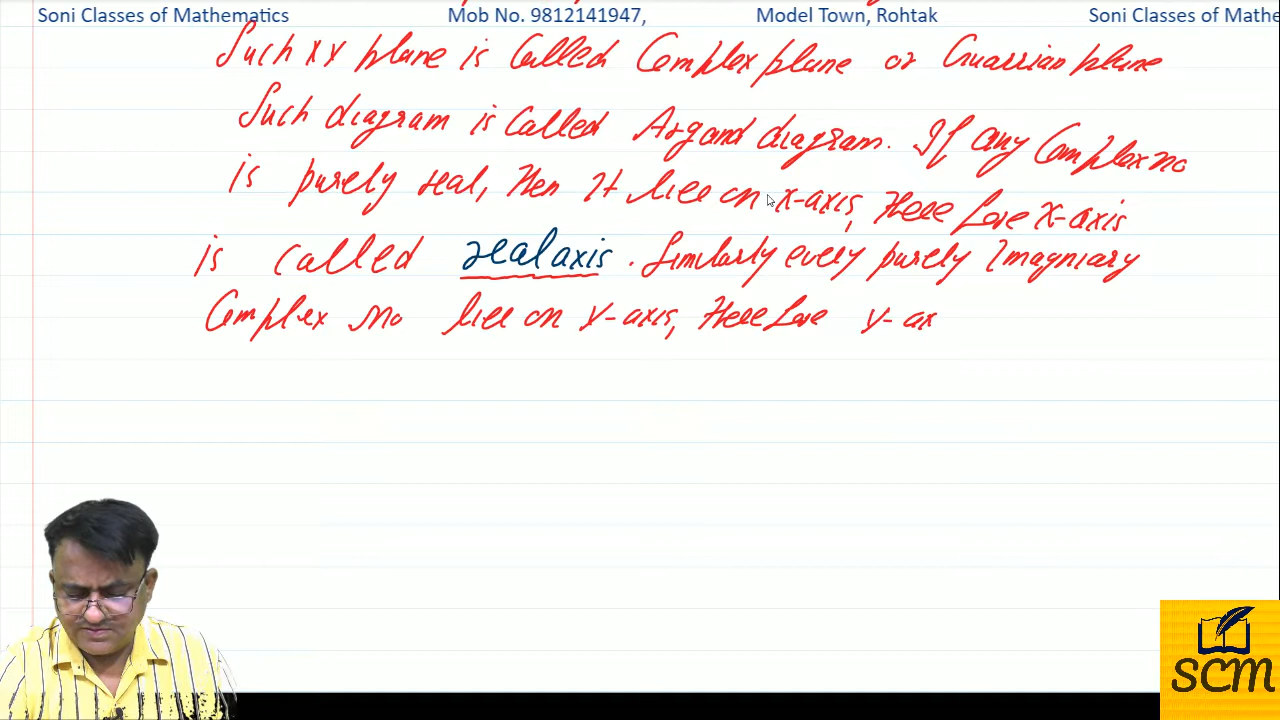 Soni Classes of Mathematics Mob No. 9812141947, Model Town, Rohtak Soni Classes of Mathe
Such XY plane is Called Complex plane or Guassian plane
Such diagram is Called Argand diagram. If any Complex no
is purely real, Then It lies on X-axis, Therefore X-axis
is called real axis. Similarly every purely Imagniary
Complex no lies on Y-axis, Therefore Y-ax
SCM